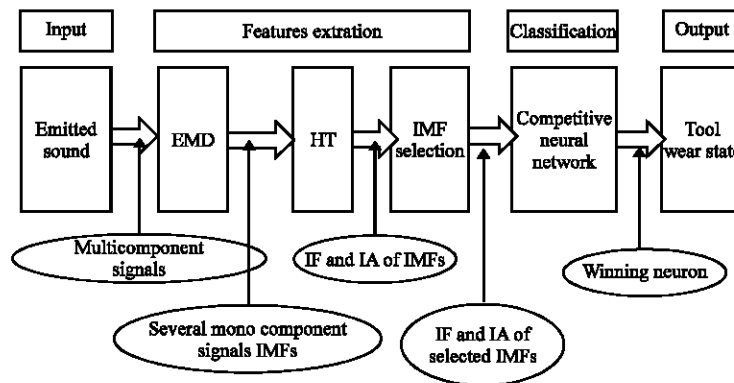 Input
Features extration
Classification
Output
Emitted
sound
EMD
HT
IMF
selection
Competitive
neural
network
Tool
wear state
Multicomponent
signals
IF and IA of IMFs
Winning neuron
Several mono component
signals IMFs
IF and IA of
selected IMFs